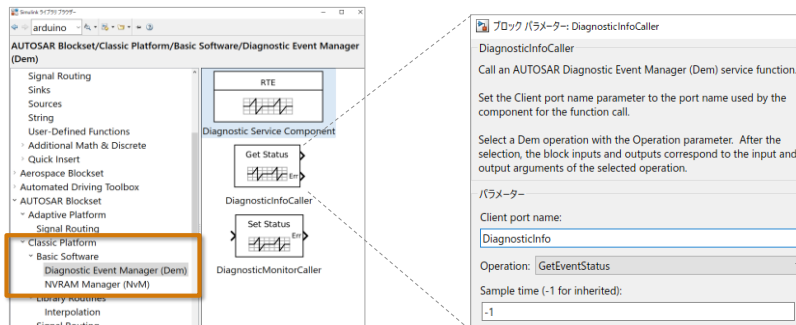 Simulink ライブラリ ブラウザー
arduino
AUTOSAR Blockset/Classic Platform/Basic Software/Diagnostic Event Manager
(Dem)
Signal Routing
Sinks
Sources
String
User-Defined Functions
Additional Math & Discrete
Quick Insert
Aerospace Blockset
Automated Driving Toolbox
AUTOSAR Blockset
Adaptive Platform
Signal Routing
Classic Platform
Basic Software
Diagnostic Event Manager (Dem)
NVRAM Manager (NvM)
Library Routines
Interpolation
Signal Routing
RTE
Diagnostic Service Component
Get Status
Err
DiagnosticInfoCaller
Set Status
Err
DiagnosticMonitorCaller
ブロック パラメーター: DiagnosticInfoCaller
DiagnosticInfoCaller
Call an AUTOSAR Diagnostic Event Manager (Dem) service function.
Set the Client port name parameter to the port name used by the
component for the function call.
Select a Dem operation with the Operation parameter. After the
selection, the block inputs and outputs correspond to the input and
output arguments of the selected operation.
パラメーター
Client port name:
DiagnosticInfo
Operation: GetEventStatus
Sample time (-1 for inherited):
-1